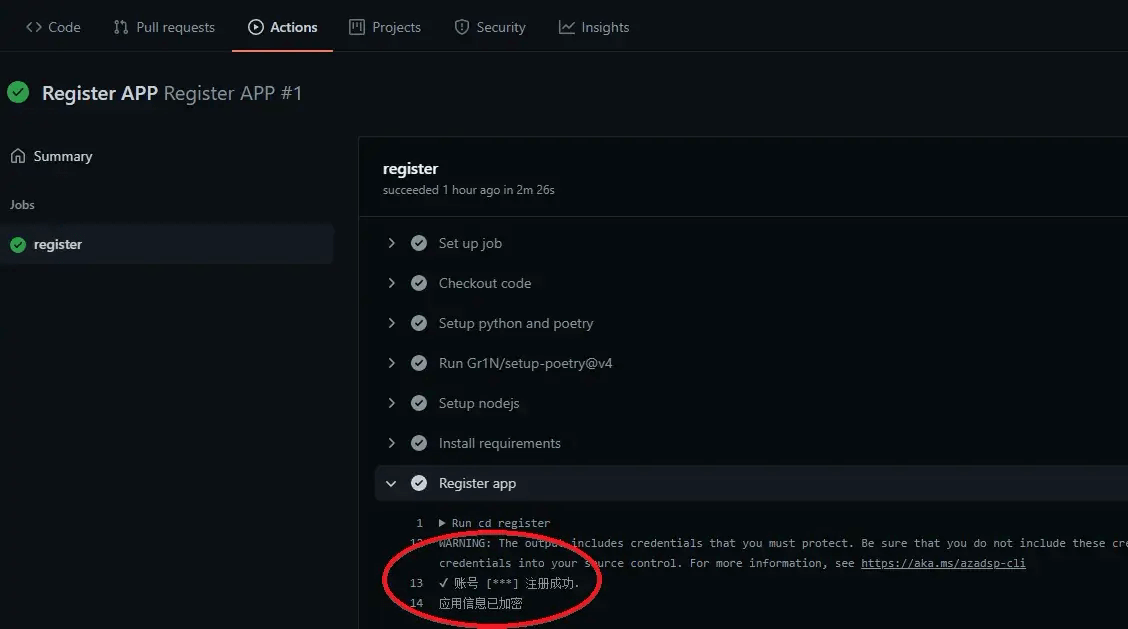 Code Pull requests Actions Projects Security Insights
Register APP Register APP #1
Summary
Jobs
register
register
succeeded 1 hour ago in 2m 26s
Set up job
Checkout code
Setup python and poetry
Run Gr1N/setup-poetry@v4
Setup nodejs
Install requirements
Register app
1 Run cd register
12 WARNING: The output includes credentials that you must protect. Be sure that you do not include these
credentials into your source control. For more information, see https://aka.ms/azadsp-cli
13 ✓ 账号 [***] 注册成功.
14 应用信息已加密